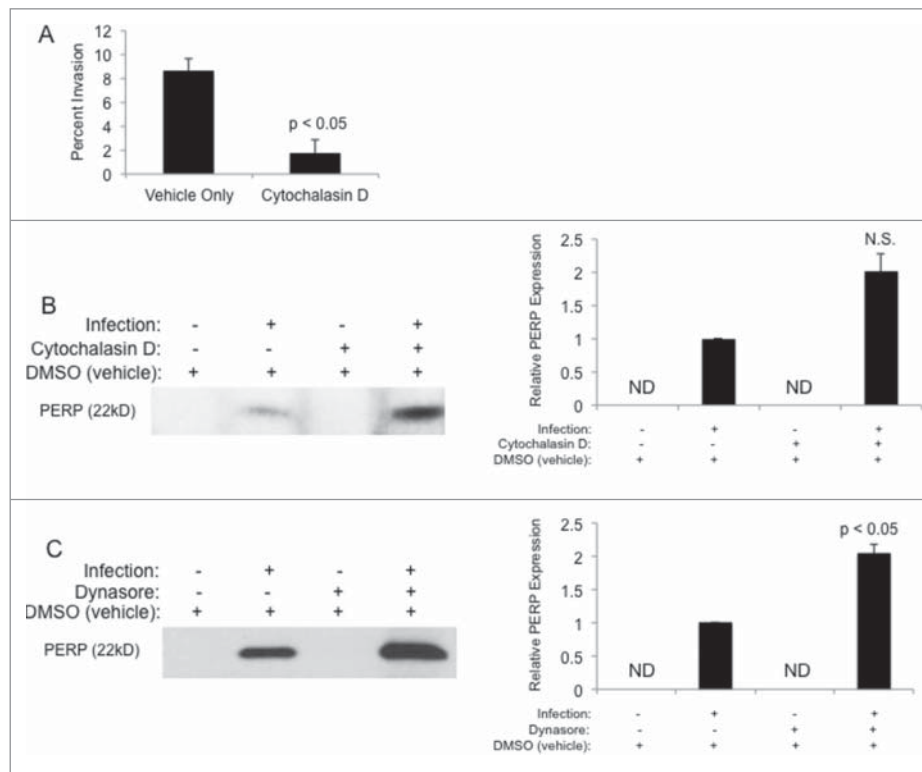 A
Percent Invasion
12
10
8
6
4
2
0
p < 0.05
Vehicle Only Cytochalasin D
B
Infection: - + - +
Cytochalasin D: - - + +
DMSO (vehicle): + + + +
PERP (22kD)
Relative PERP Expression
2.5
2
1.5
1
0.5
0
N.S.
ND ND
Infection: - + - +
Cytochalasin D: - - + +
DMSO (vehicle): + + + +
C
Infection: - + - +
Dynasore: - - + +
DMSO (vehicle): + + + +
PERP (22kD)
Relative PERP Expression
2.5
2
1.5
1
0.5
0
p < 0.05
ND ND
Infection: - + - +
Dynasore: - - + +
DMSO (vehicle): + + + +